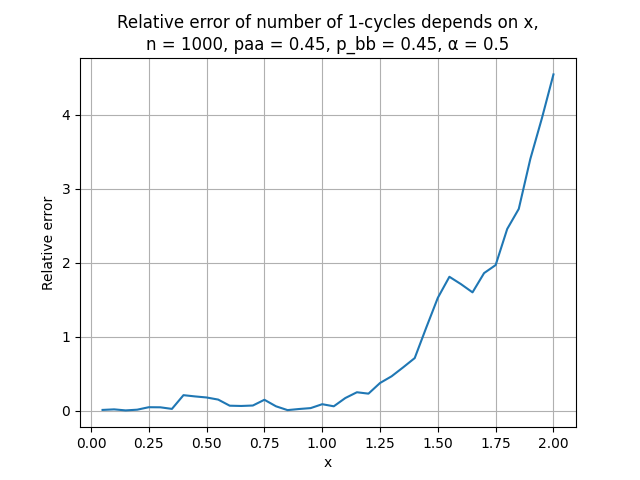 Relative error of number of 1-cycles depends on x,
n = 1000, paa = 0.45, p_bb = 0.45, α = 0.5
Relative error
4
3
2
1
0
0.00 0.25 0.50 0.75 1.00 1.25 1.50 1.75 2.00
x